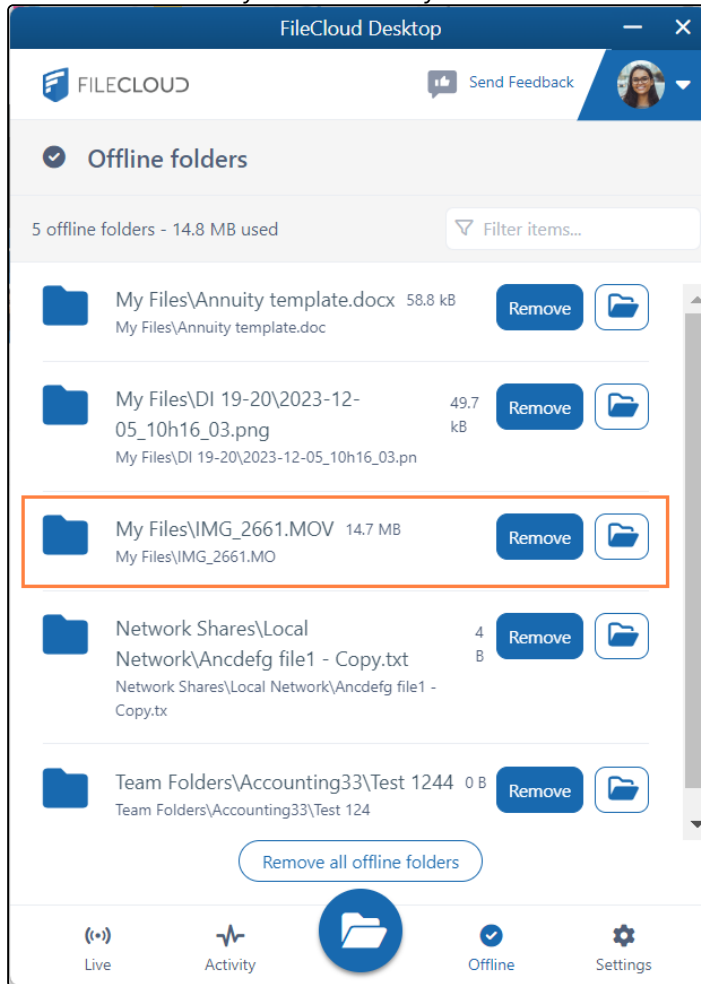 FileCloud Desktop
FILECLOUD
Send Feedback
Offline folders
5 offline folders - 14.8 MB used
Filter items...
My Files\Annuity template.docx 58.8 kB
Remove
My Files\Annuity template.doc
My Files\DI 19-20\2023-12-
05_10h16_03.png
49.7
kB
Remove
My Files\DI 19-20\2023-12-05_10h16_03.pn
My Files\IMG_2661.MOV 14.7 MB
Remove
My Files\IMG_2661.MO
Network Shares\Local
Network\Ancdefg file1 - Copy.txt
4
B
Remove
Network Shares\Local Network\Ancdefg file1 -
Copy.tx
Team Folders\Accounting33\Test 1244 0 B
Remove
Team Folders\Accounting33\Test 124
Remove all offline folders
Live
Activity
Offline
Settings